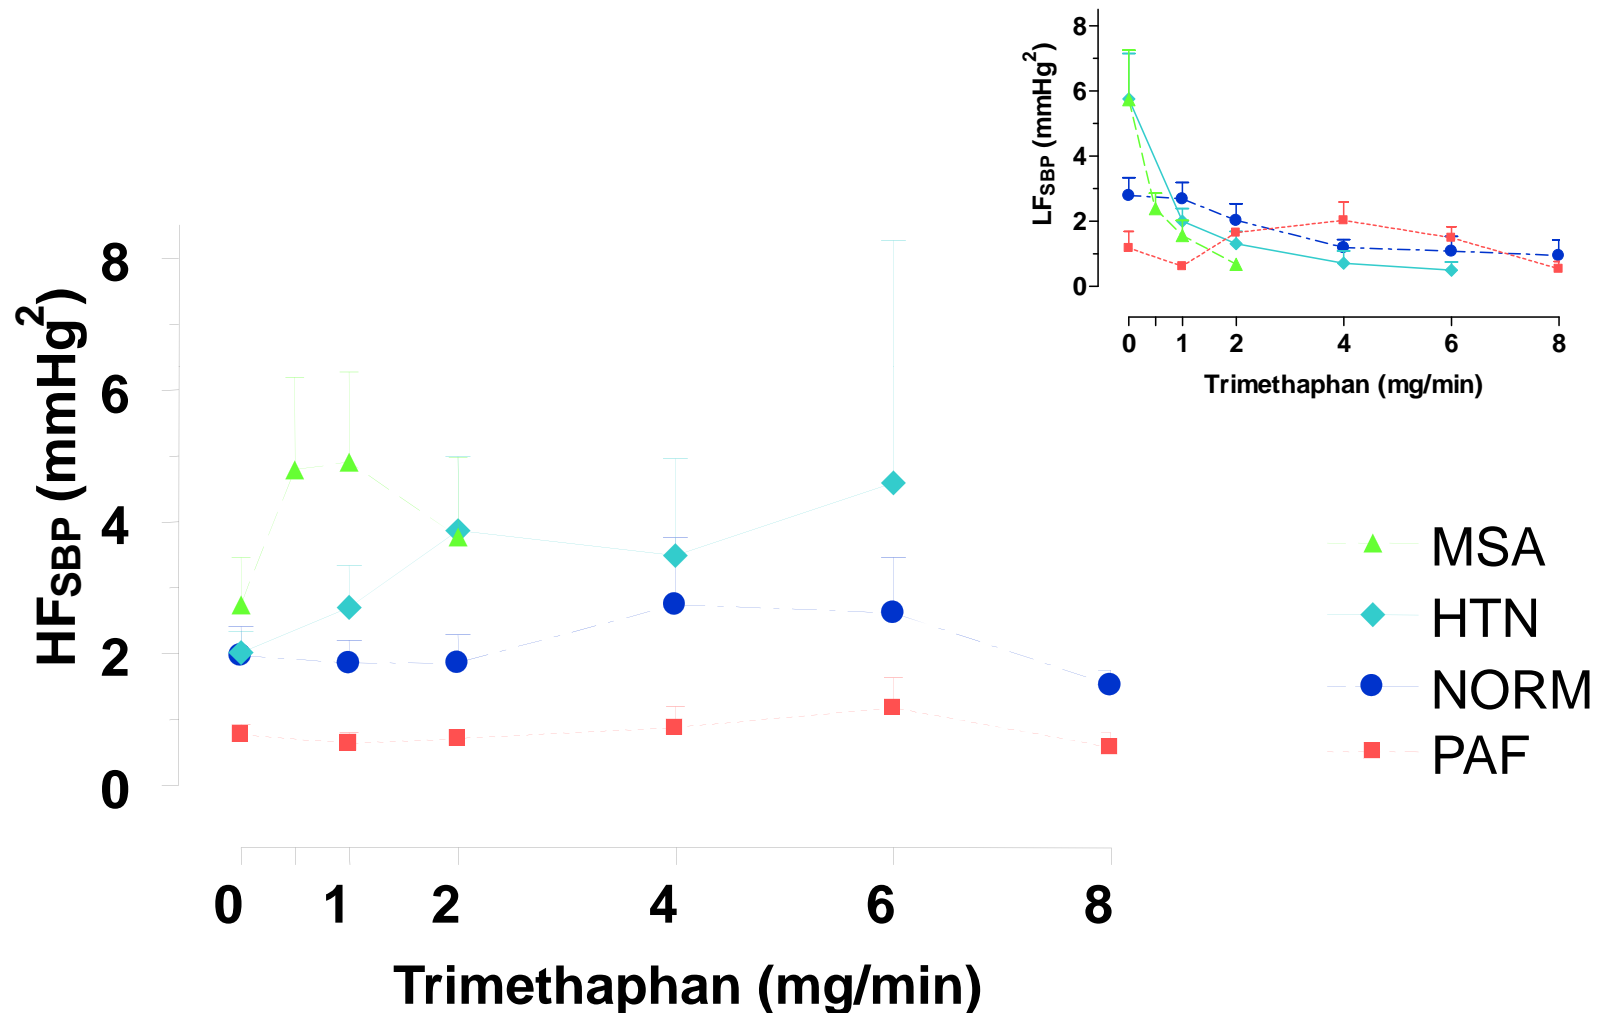 8
6
4
2
0
LFSBP (mmHg2)
0 1 2 4 6 8
Trimethaphan (mg/min)
8
6
4
2
0
HFSBP (mmHg2)
0 1 2 4 6 8
Trimethaphan (mg/min)
MSA
HTN
NORM
PAF